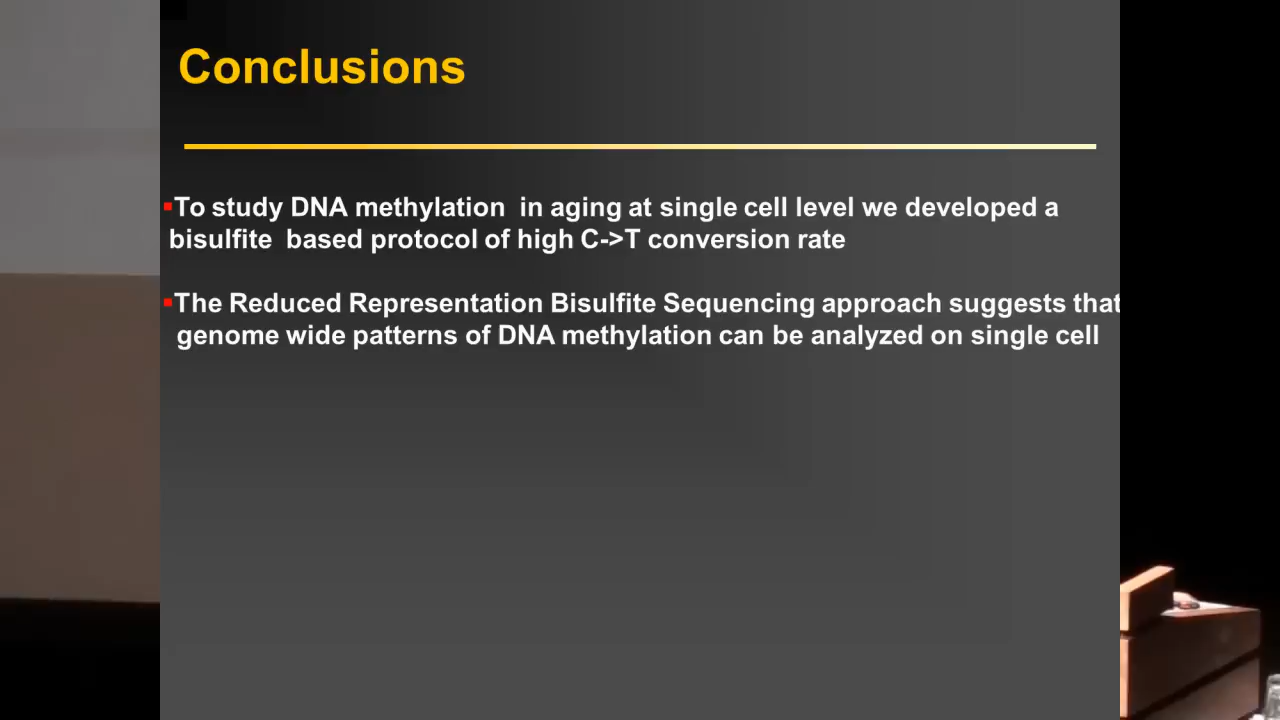 Conclusions
▪To study DNA methylation  in aging at single cell level we developed a
bisulfite  based protocol of high C->T conversion rate
▪The Reduced Representation Bisulfite Sequencing approach suggests that
genome wide patterns of DNA methylation can be analyzed on single cell